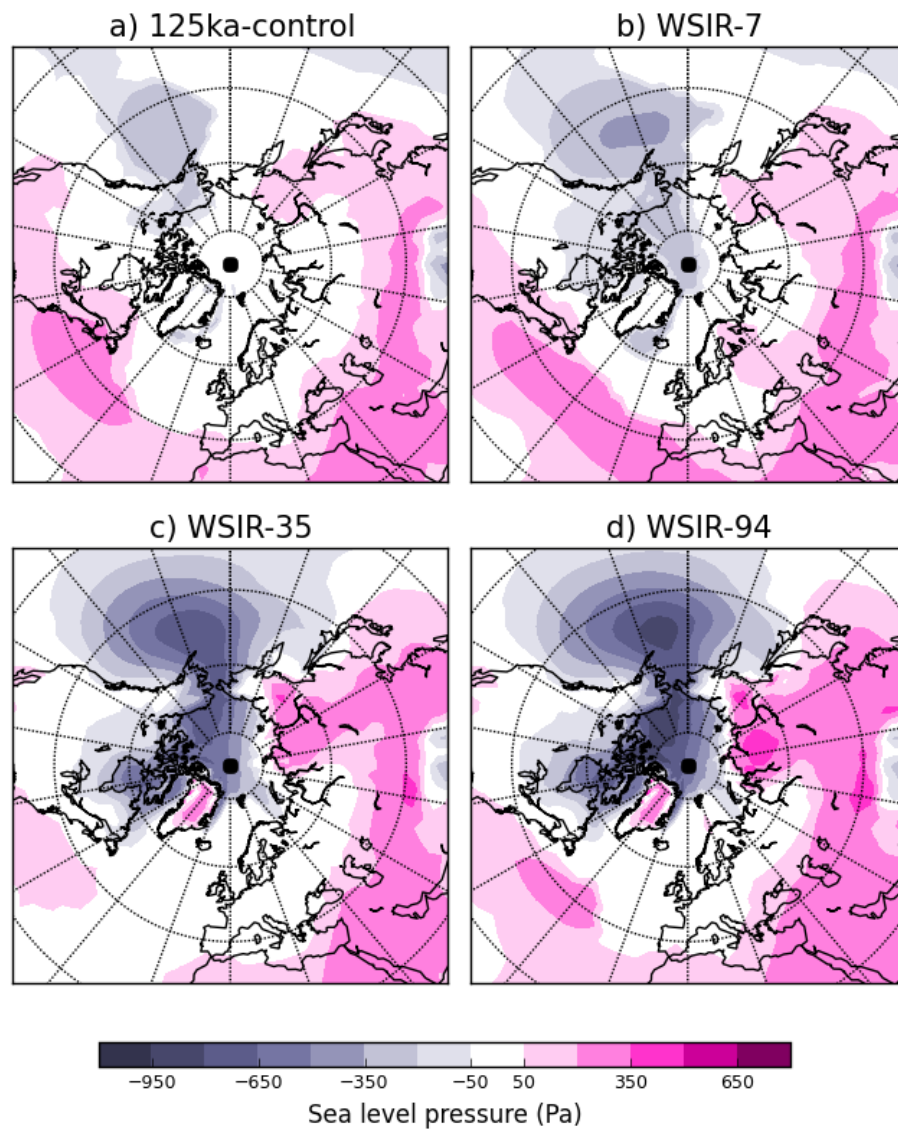 a) 125ka-control
b) WSIR-7
c) WSIR-35
d) WSIR-94
−950 −650 −350 −50 50 350 650
Sea level pressure (Pa)